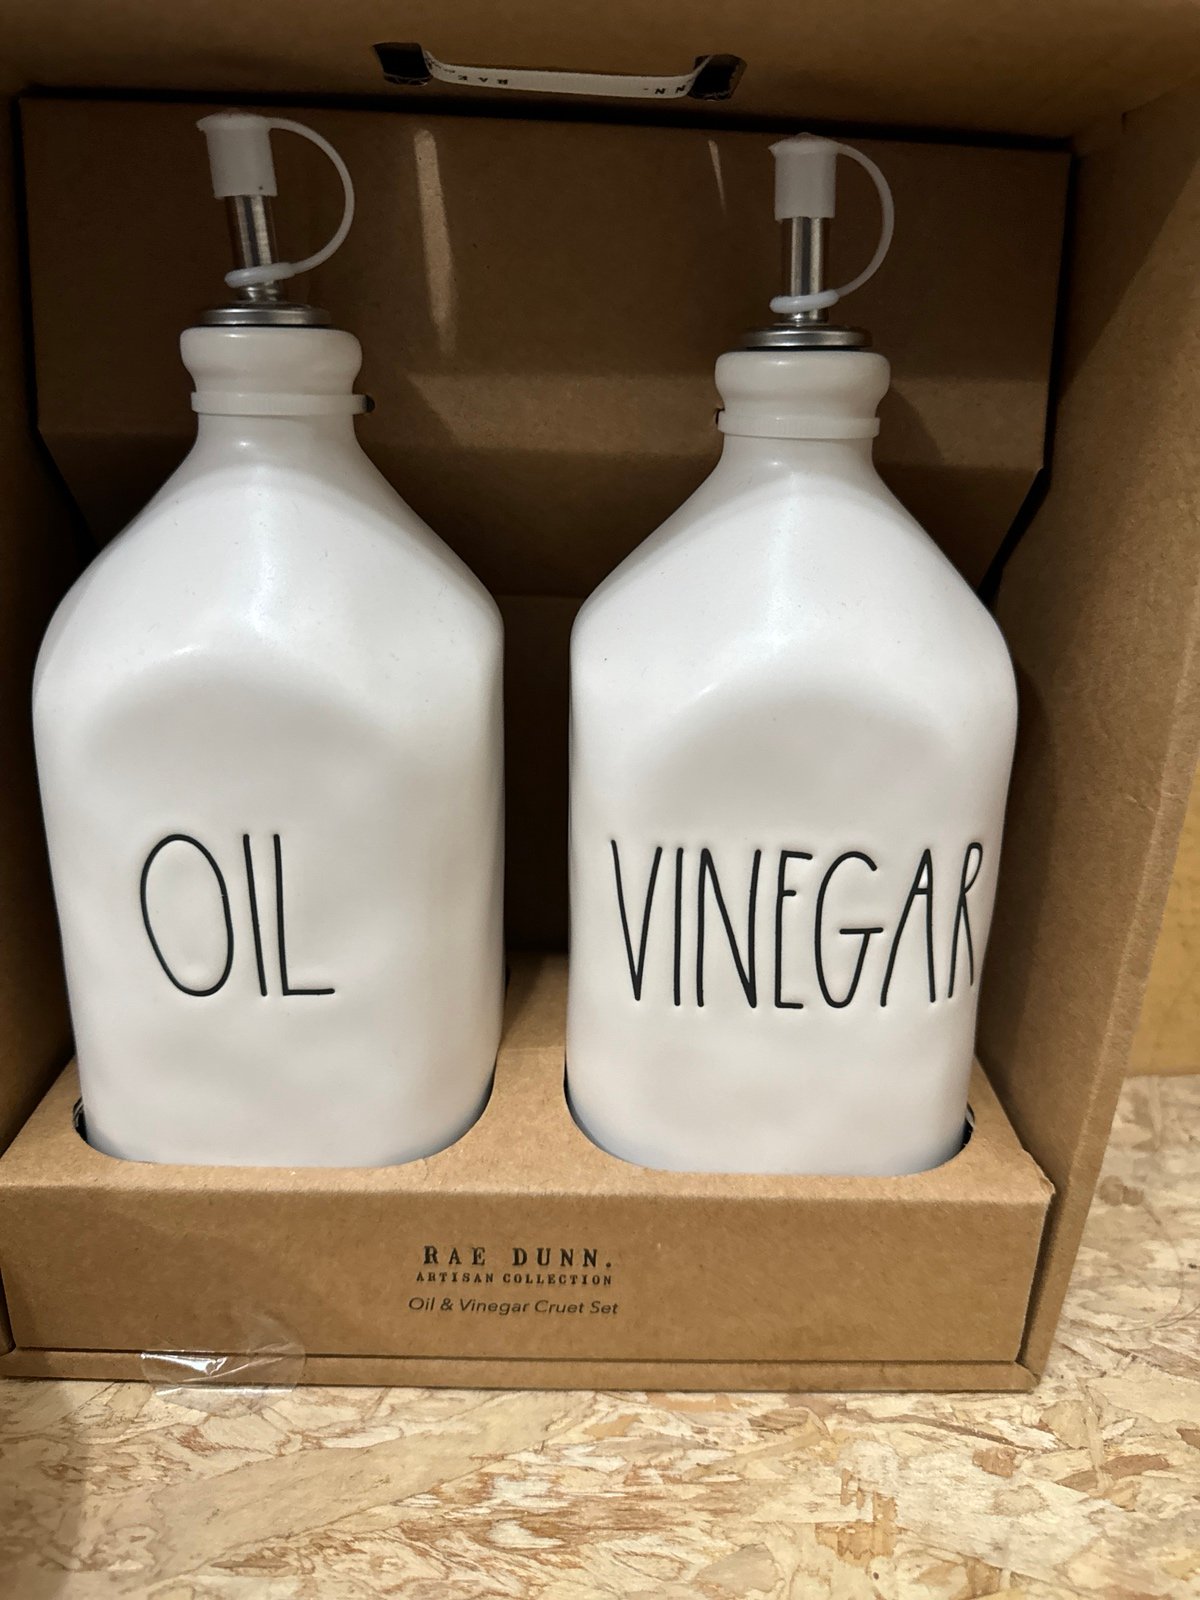 OIL
VINEGAR
RAE DUNN.
ARTISAN COLLECTION
Oil & Vinegar Cruet Set